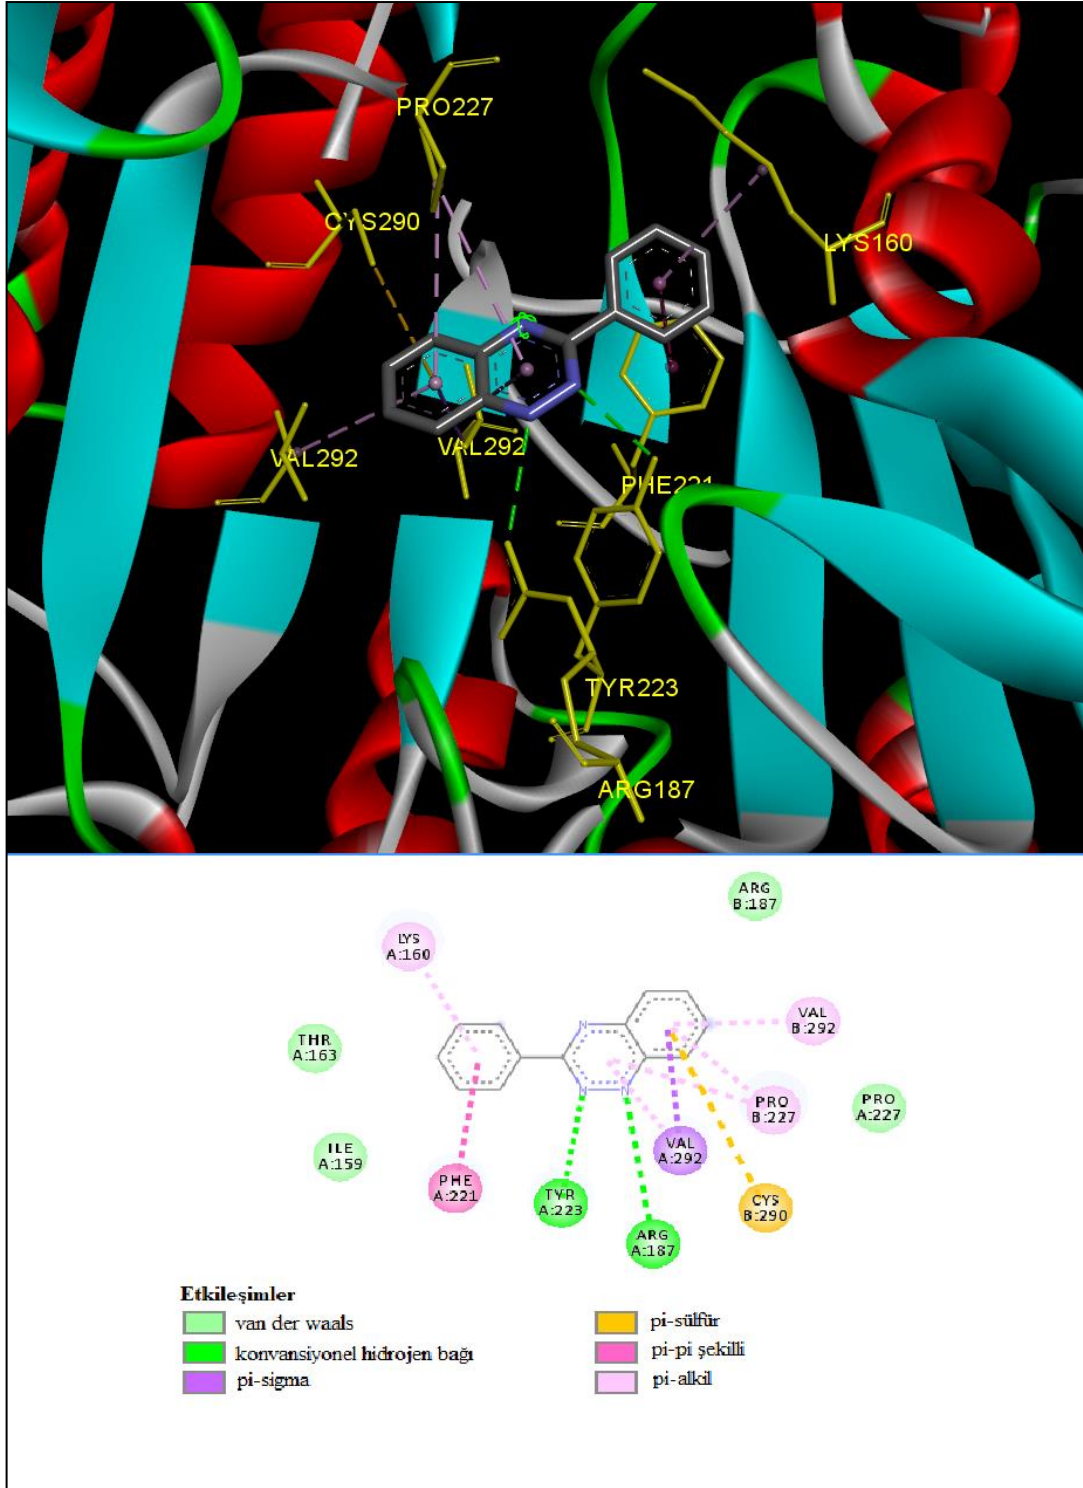 PRO227
CYS290
LYS160
VAL292
VAL292
PHE221
TYR223
ARG187
ARG
B:187
LYS
A:160
VAL
B:292
N
THR
A:163
PRO
B:227
PRO
A:227
N
N
ILE
A:159
VAL
A:292
PHE
A:221
TYR
A:223
CYS
B:290
ARG
A:187
Etkileşimler
van der waals
konvansiyonel hidrojen bağı
pi-sigma
pi-sülfür
pi-pi şekilli
pi-alkil